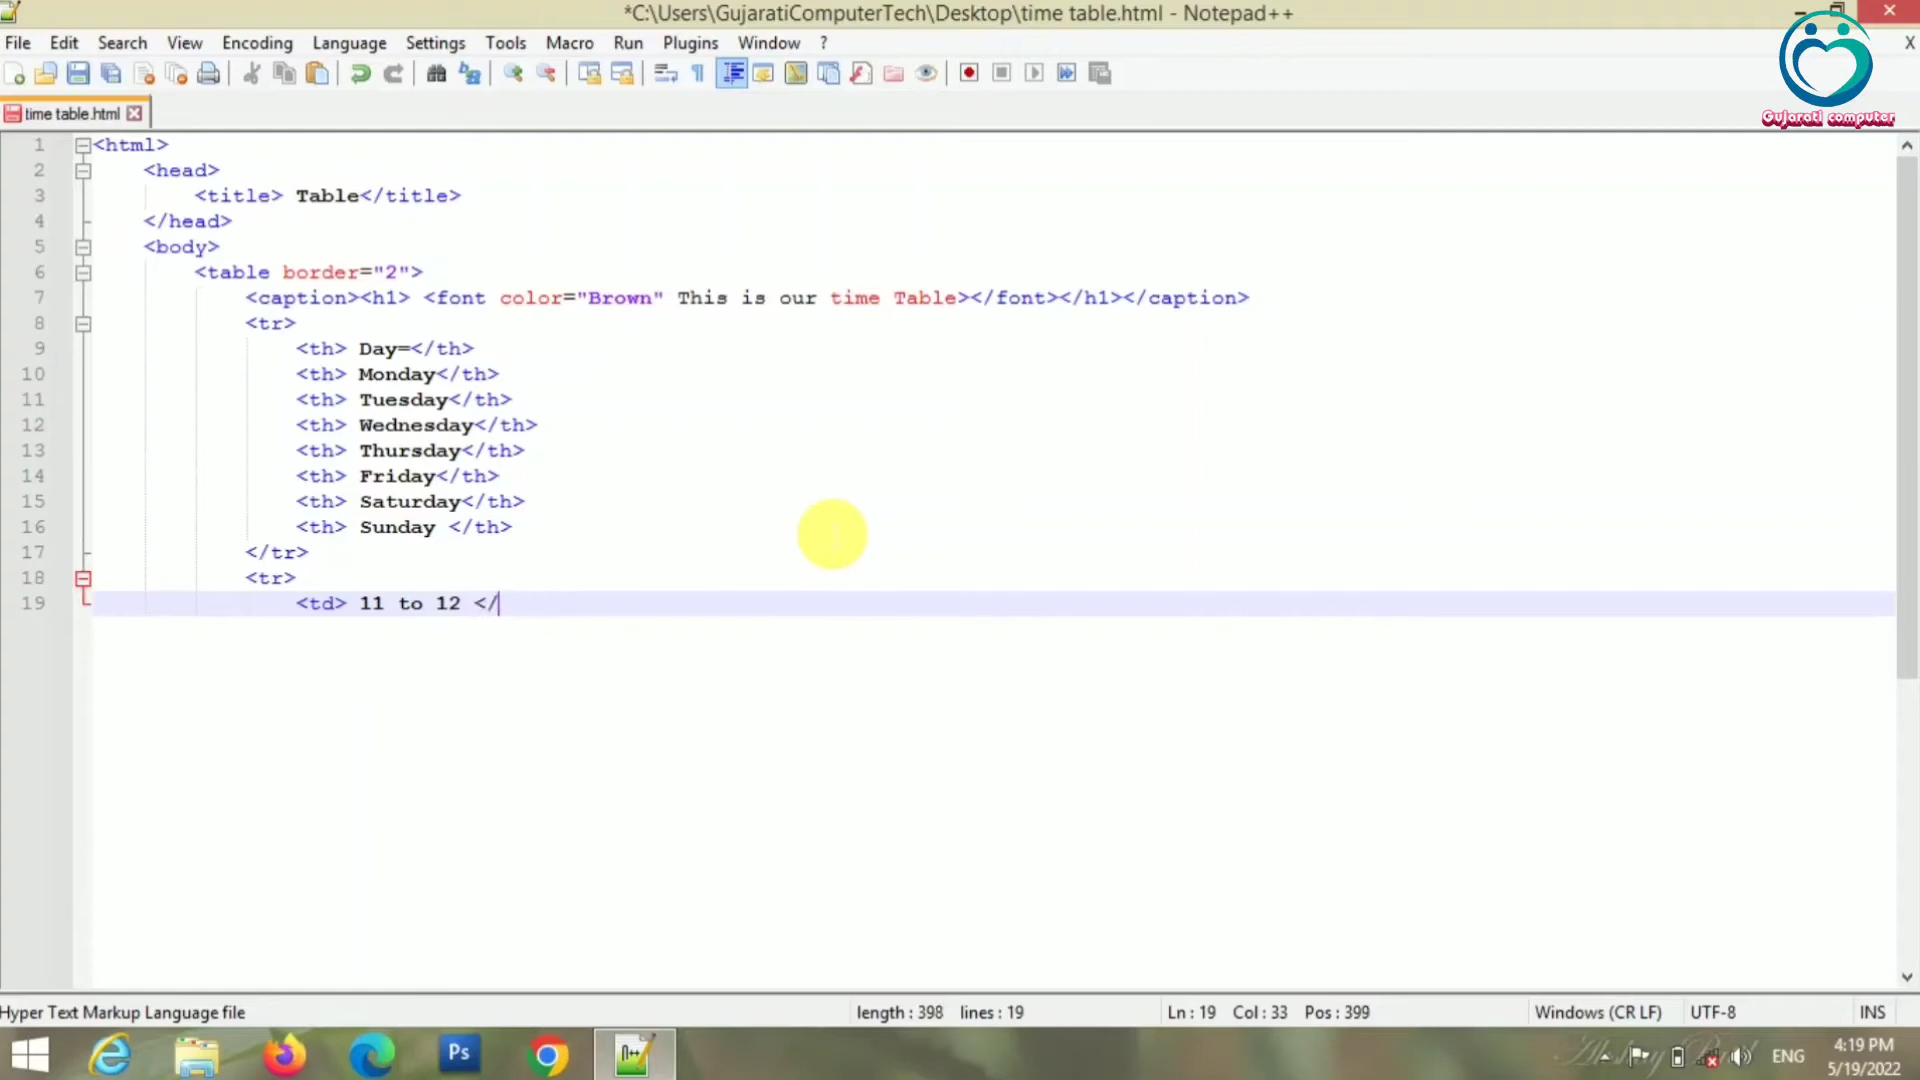 *C:\Users\GujaratiComputerTech\Desktop\time table.html - Notepad++
File Edit Search View Encoding Language Settings Tools Macro Run Plugins Window ? X
Gujarati computer
time table.html
1 <html>
2 <head>
3 <title> Table</title>
4 </head>
5 <body>
6 <table border="2">
7 <caption><h1> <font color="Brown" This is our time Table></font></h1></caption>
8 <tr>
9 <th> Day=</th>
10 <th> Monday</th>
11 <th> Tuesday</th>
12 <th> Wednesday</th>
13 <th> Thursday</th>
14 <th> Friday</th>
15 <th> Saturday</th>
16 <th> Sunday </th>
17 </tr>
18 <tr>
19 <td> 11 to 12 </
Hyper Text Markup Language file length : 398 lines : 19 Ln : 19 Col : 33 Pos : 399 Windows (CR LF) UTF-8 INS
Ps
ENG
4:19 PM
5/19/2022